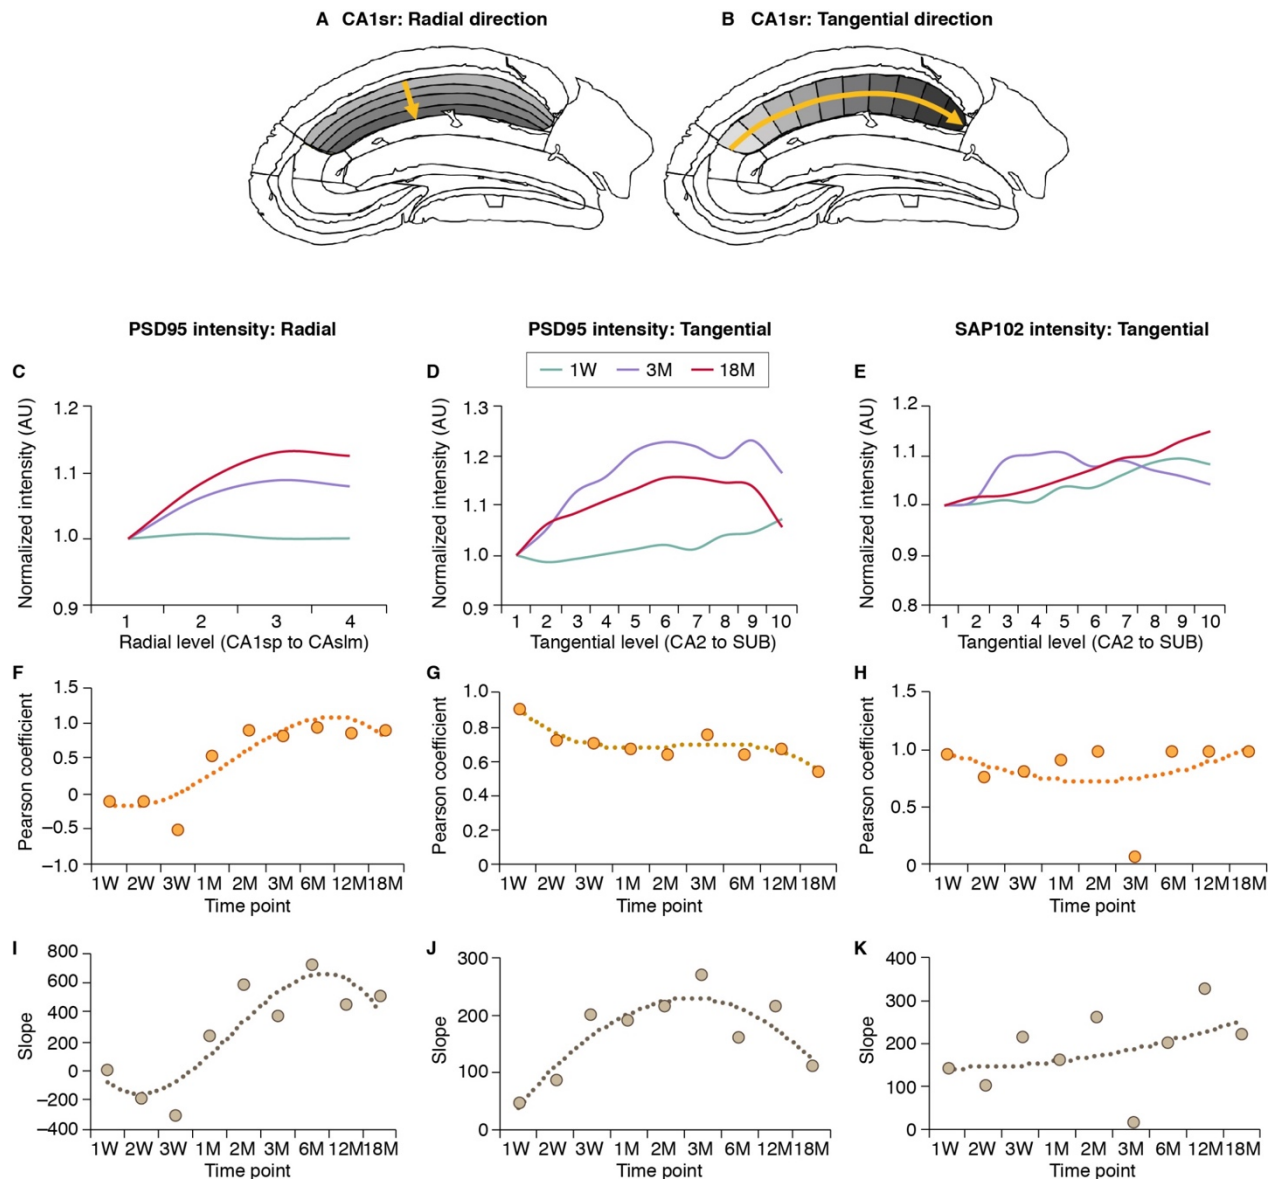 A CA1sr: Radial direction
B CA1sr: Tangential direction
PSD95 intensity: Radial
PSD95 intensity: Tangential
SAP102 intensity: Tangential
1W 3M 18M
C
Normalized intensity (AU)
1.2
1.1
1.0
0.9
1 2 3 4
Radial level (CA1sp to CAslm)
D
Normalized intensity (AU)
1.3
1.2
1.1
1.0
0.9
1 2 3 4 5 6 7 8 9 10
Tangential level (CA2 to SUB)
E
Normalized intensity (AU)
1.2
1.1
1.0
0.9
0.8
1 2 3 4 5 6 7 8 9 10
Tangential level (CA2 to SUB)
F
Pearson coefficient
1.5
1.0
0.5
0
−0.5
−1.0
1W 2W 3W 1M 2M 3M 6M 12M 18M
Time point
G
Pearson coefficient
1.0
0.8
0.6
0.4
0.2
0
1W 2W 3W 1M 2M 3M 6M 12M 18M
Time point
H
Pearson coefficient
1.5
1.0
0.5
0
1W 2W 3W 1M 2M 3M 6M 12M 18M
Time point
I
Slope
800
600
400
200
0
−200
−400
1W 2W 3W 1M 2M 3M 6M 12M 18M
Time point
J
Slope
300
200
100
0
1W 2W 3W 1M 2M 3M 6M 12M 18M
Time point
K
Slope
400
300
200
100
0
1W 2W 3W 1M 2M 3M 6M 12M 18M
Time point